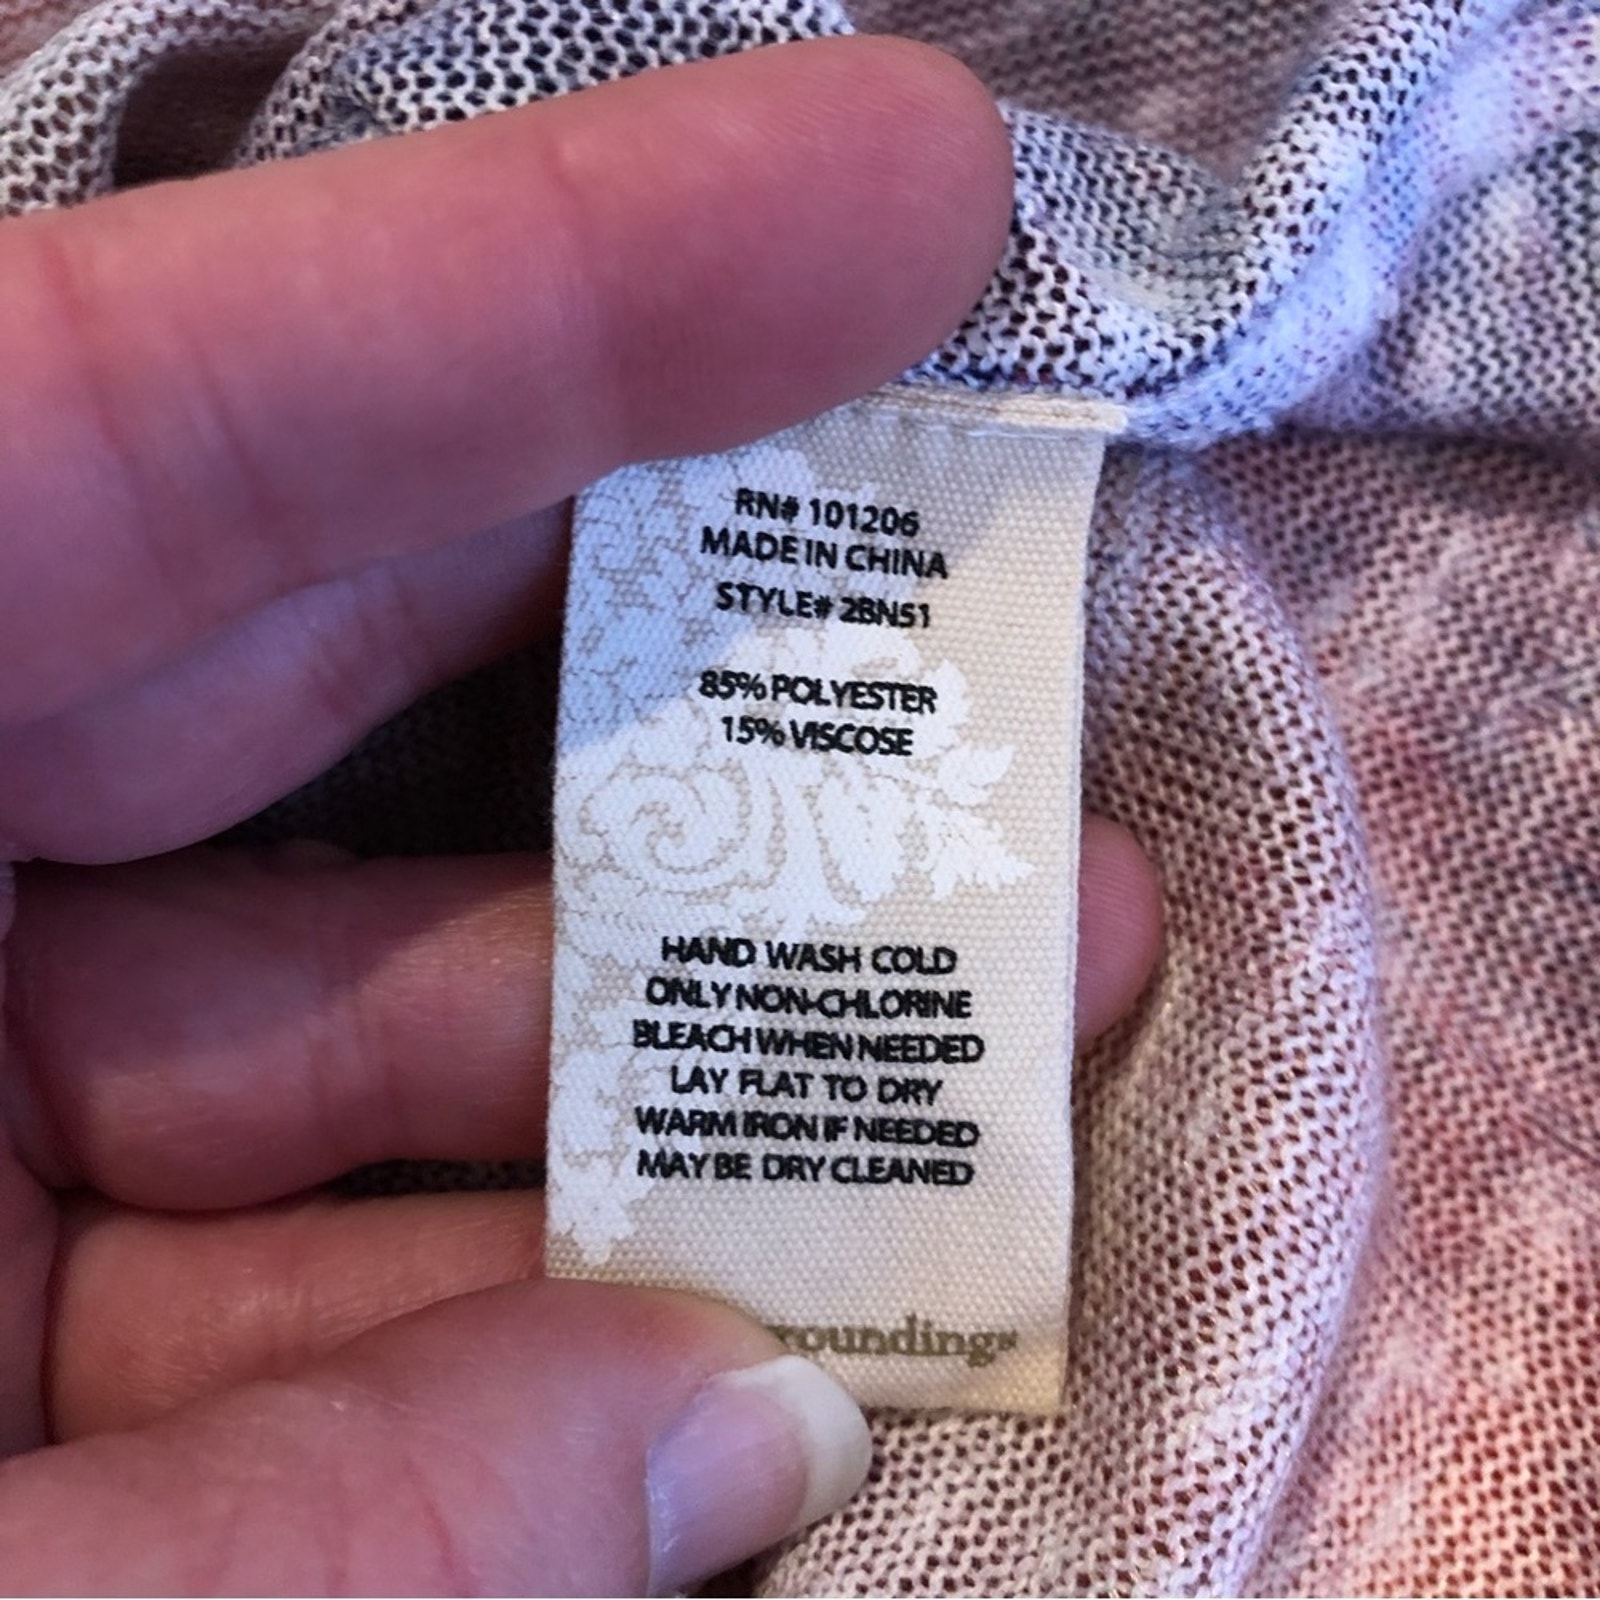 RN# 101206
MADE IN CHINA
STYLE# 2BN51
85% POLYESTER
15% VISCOSE
HAND WASH COLD
ONLY NON-CHLORINE
BLEACH WHEN NEEDED
LAY FLAT TO DRY
WARM IRON IF NEEDED
MAY BE DRY CLEANED
roundings